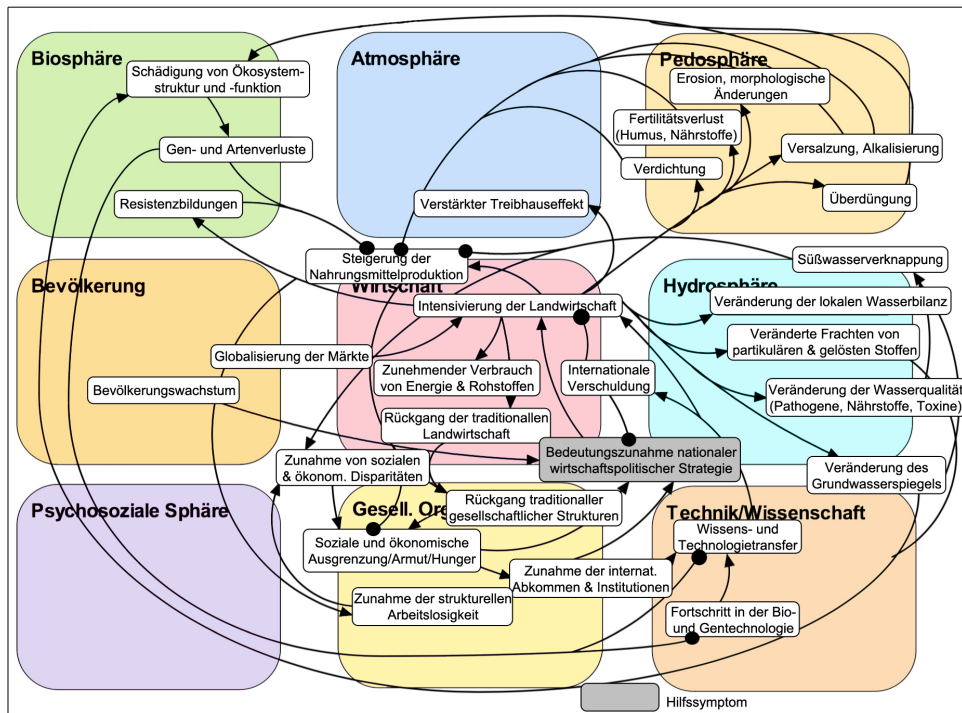 Biosphäre
Schädigung von Ökosystem-
struktur und -funktion
Gen- und Artenverluste
Resistenzbildungen
Atmosphäre
Verstärkter Treibhauseffekt
Pedosphäre
Erosion, morphologische
Änderungen
Fertilitätsverlust
(Humus, Nährstoffe)
Versalzung, Alkalisierung
Verdichtung
Überdüngung
Bevölkerung
Globalisierung der Märkte
Bevölkerungswachstum
Steigerung der
Nahrungsmittelproduktion
Wirtschaft
Intensivierung der Landwirtschaft
Zunehmender Verbrauch
von Energie & Rohstoffen
Internationale
Verschuldung
Rückgang der traditionallen
Landwirtschaft
Bedeutungszunahme nationaler
wirtschaftspolitischer Strategie
Süßwasserverknappung
Hydrosphäre
Veränderung der lokalen Wasserbilanz
Veränderte Frachten von
partikulären & gelösten Stoffen
Veränderung der Wasserqualität
(Pathogene, Nährstoffe, Toxine)
Veränderung des
Grundwasserspiegels
Psychosoziale Sphäre
Zunahme von sozialen
& ökonom. Disparitäten
Gesell. Org
Rückgang traditionaller
gesellschaftlicher Strukturen
Soziale und ökonomische
Ausgrenzung/Armut/Hunger
Zunahme der internat.
Abkommen & Institutionen
Zunahme der strukturellen
Arbeitslosigkeit
Technik/Wissenschaft
Wissens- und
Technologietransfer
Fortschritt in der Bio-
und Gentechnologie
Hilfssymptom